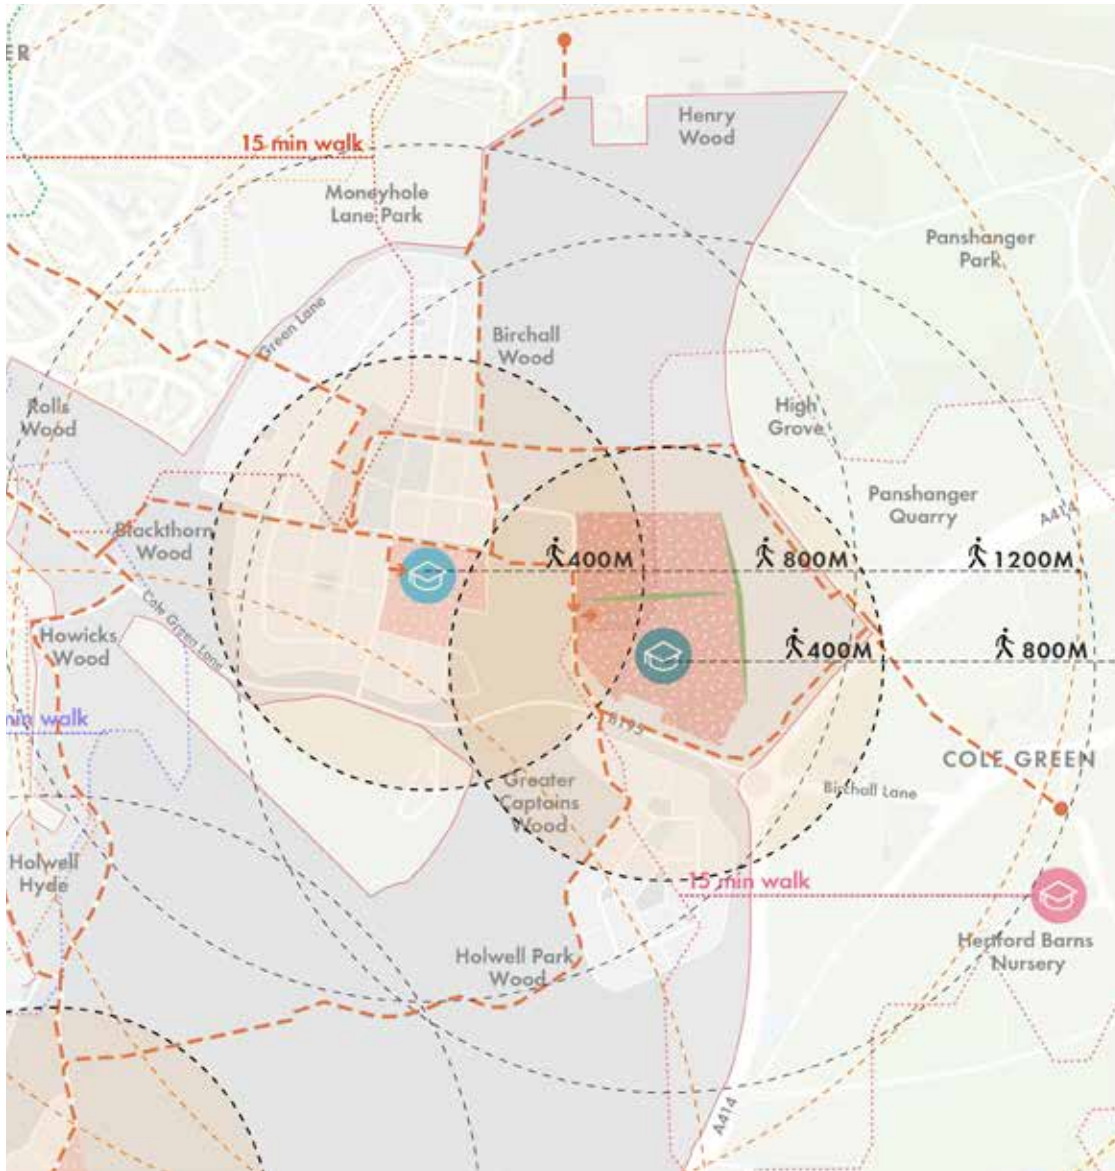 ER
Henry
Wood
15 min walk
Moneyhole
Lane Park
Panshanger
Park
Green Lane
Birchall
Wood
Rolls
Wood
High
Grove
Panshanger
Quarry
A414
Blackthorn
Wood
400M
800M
1200M
Cole Green Lane
Howicks
Wood
400M
800M
min walk
B195
COLE GREEN
Greater
Captains
Wood
Birchall Lane
Holwell
Hyde
15 min walk
Holwell Park
Wood
Hertford Barns
Nursery
A414